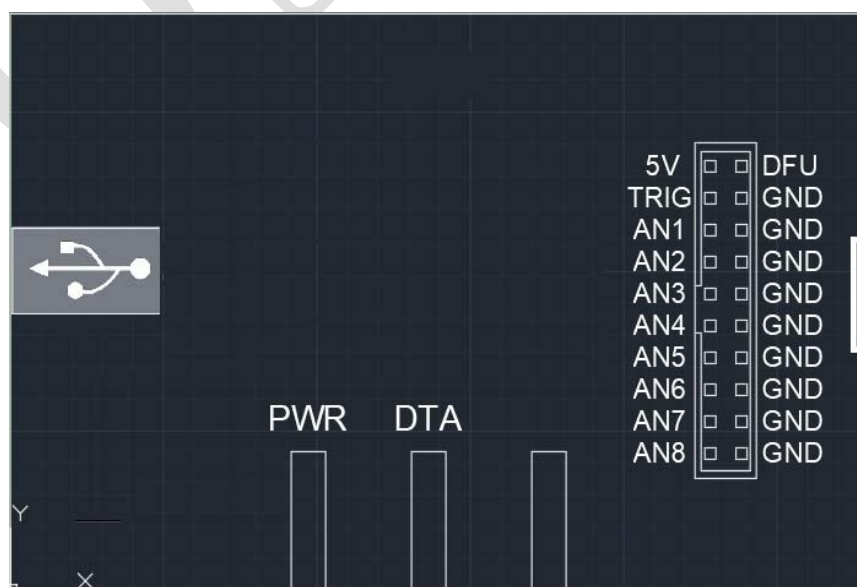 5V DFU
TRIG GND
AN1 GND
AN2 GND
AN3 GND
AN4 GND
AN5 GND
AN6 GND
AN7 GND
AN8 GND
PWR DTA
Y
X